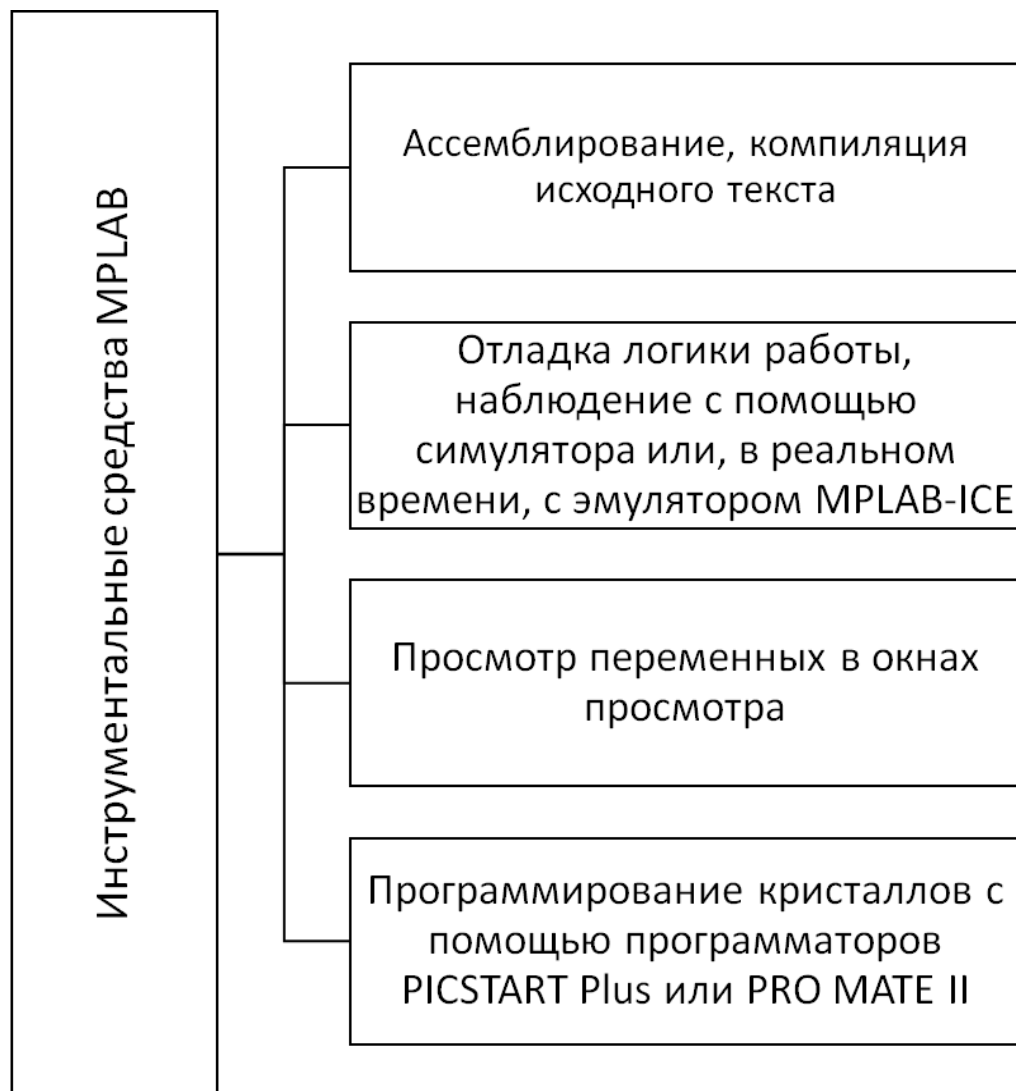 Инструментальные средства MPLAB
Ассемблирование, компиляция
исходного текста
Отладка логики работы,
наблюдение с помощью
симулятора или, в реальном
времени, с эмулятором MPLAB-ICE
Просмотр переменных в окнах
просмотра
Программирование кристаллов с
помощью программаторов
PICSTART Plus или PRO MATE II